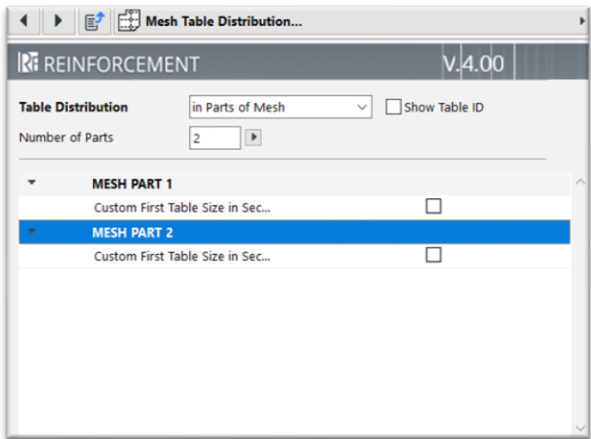 Mesh Table Distribution...
REINFORCEMENT V.4.00
Table Distribution in Parts of Mesh Show Table ID
Number of Parts 2
MESH PART 1
Custom First Table Size in Sec...
MESH PART 2
Custom First Table Size in Sec...